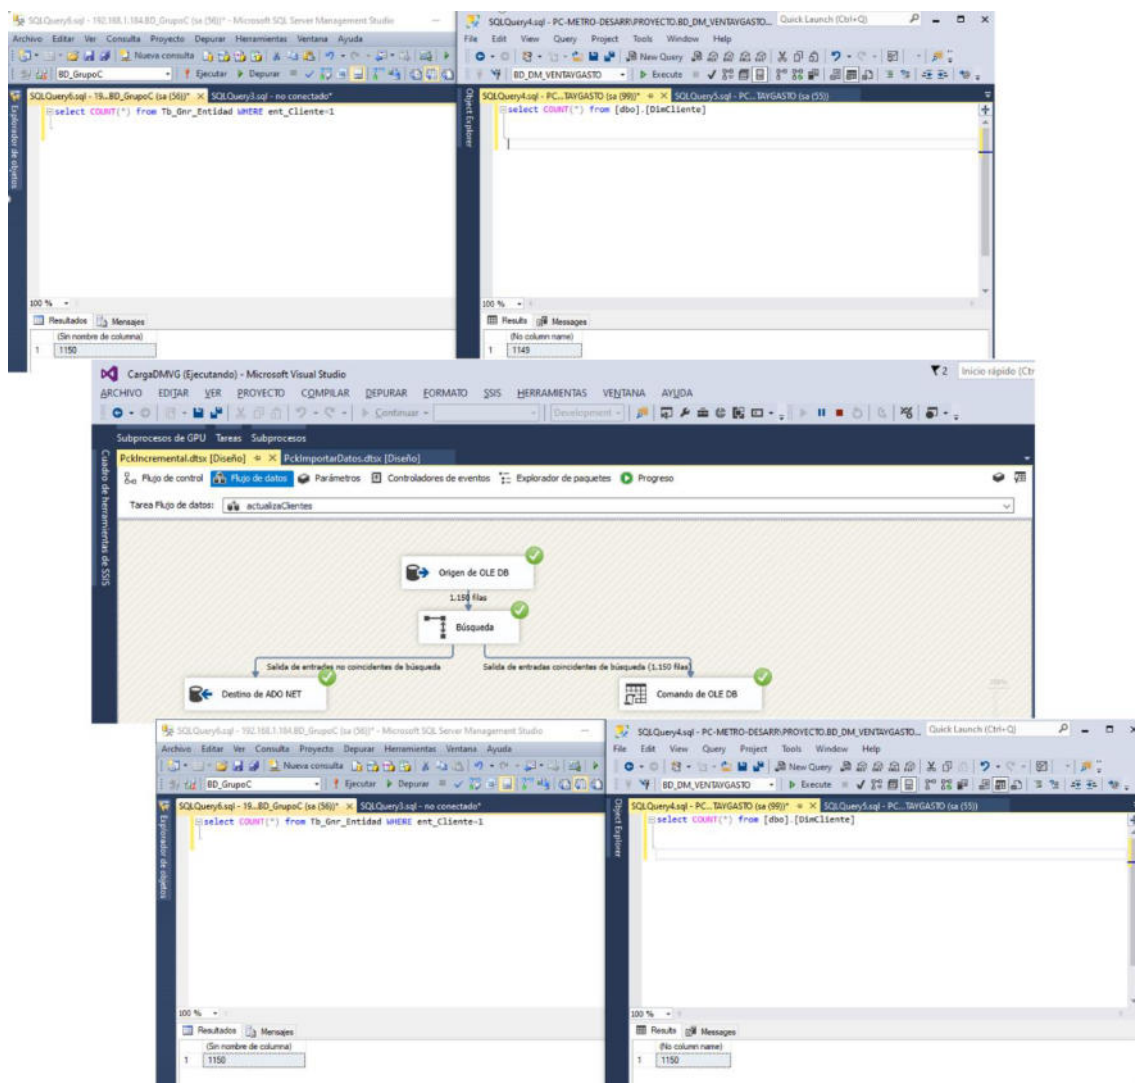 SQLQuery6.sql - 192.168.1.184.BD_GrupoC (sa (56))* - Microsoft SQL Server Management Studio
Archivo Editar Ver Consulta Proyecto Depurar Herramientas Ventana Ayuda
Nueva consulta
BD_GrupoC Ejecutar Depurar
SQLQuery6.sql - 19...BD_GrupoC (sa (56))* SQLQuery3.sql - no conectado*
Explorador de objetos
select COUNT(*) from Tb_Gnr_Entidad WHERE ent_Cliente=1
100 %
Resultados Mensajes
(Sin nombre de columna)
1 1150
SQLQuery4.sql - PC-METRO-DESARR\PROYECTO.BD_DM_VENTAYGASTO... Quick Launch (Ctrl+Q)
File Edit View Query Project Tools Window Help
New Query
BD_DM_VENTAYGASTO Execute
SQLQuery4.sql - PC...TAYGASTO (sa (99))* SQLQuery5.sql - PC...TAYGASTO (sa (55))
Object Explorer
select COUNT(*) from [dbo].[DimCliente]
100 %
Results Messages
(No column name)
1 1149
CargaDMVG (Ejecutando) - Microsoft Visual Studio 2 Inicio rápido (Ctr
ARCHIVO EDITAR VER PROYECTO COMPILAR DEPURAR FORMATO SSIS HERRAMIENTAS VENTANA AYUDA
Continuar Development
Subprocesos de GPU Tareas Subprocesos
PckIncremental.dtsx [Diseño] PckImportarDatos.dtsx [Diseño]
Cuadro de herramientas de SSIS
Flujo de control Flujo de datos Parámetros Controladores de eventos Explorador de paquetes Progreso
Tarea Flujo de datos: actualizaClientes
Origen de OLE DB
1.150 filas
Búsqueda
Salida de entradas no coincidentes de búsqueda Salida de entradas coincidentes de búsqueda (1.150 filas)
Destino de ADO NET Comando de OLE DB
SQLQuery6.sql - 192.168.1.184.BD_GrupoC (sa (56))* - Microsoft SQL Server Management Studio
Archivo Editar Ver Consulta Proyecto Depurar Herramientas Ventana Ayuda
Nueva consulta
BD_GrupoC Ejecutar Depurar
SQLQuery6.sql - 19...BD_GrupoC (sa (56))* SQLQuery3.sql - no conectado*
Explorador de objetos
select COUNT(*) from Tb_Gnr_Entidad WHERE ent_Cliente=1
100 %
Resultados Mensajes
(Sin nombre de columna)
1 1150
SQLQuery4.sql - PC-METRO-DESARR\PROYECTO.BD_DM_VENTAYGASTO... Quick Launch (Ctrl+Q)
File Edit View Query Project Tools Window Help
New Query
BD_DM_VENTAYGASTO Execute
SQLQuery4.sql - PC...TAYGASTO (sa (99))* SQLQuery5.sql - PC...TAYGASTO (sa (55))
Object Explorer
select COUNT(*) from [dbo].[DimCliente]
100 %
Results Messages
(No column name)
1 1150